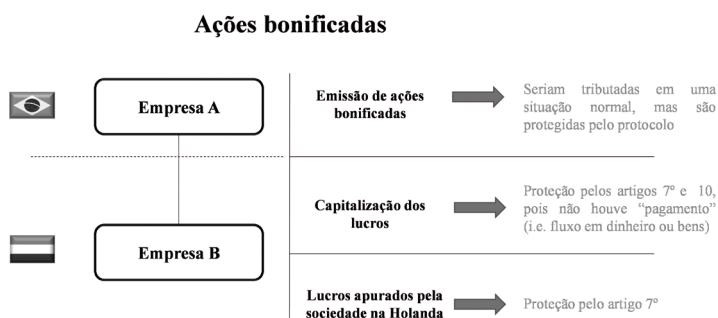 Ações bonificadas
Empresa A
Emissão de ações
bonificadas
Seriam tributadas em uma
situação normal, mas são
protegidas pelo protocolo
Capitalização dos
lucros
Proteção pelos artigos 7º e 10,
pois não houve “pagamento”
(i.e. fluxo em dinheiro ou bens)
Empresa B
Lucros apurados pela
sociedade na Holanda
Proteção pelo artigo 7º